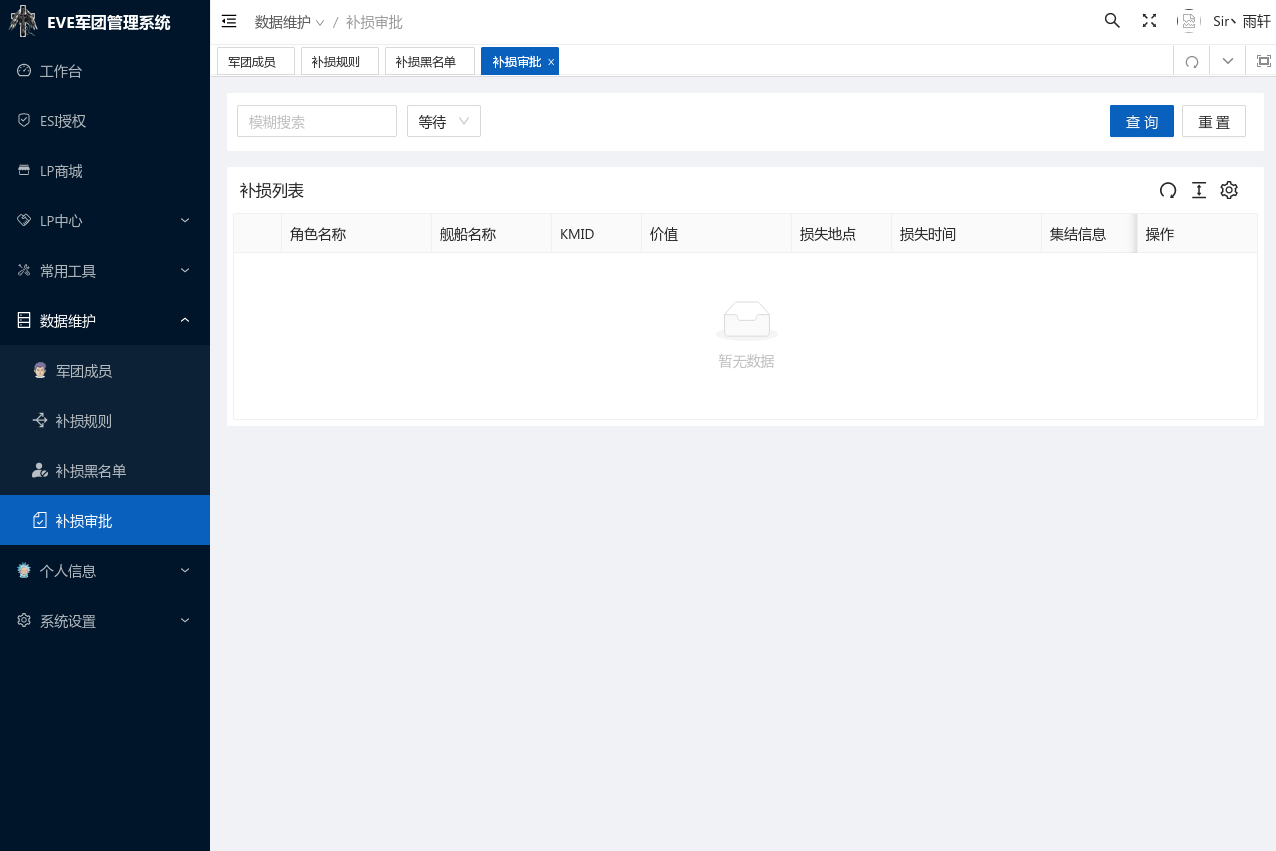 EVE军团管理系统
数据维护 / 补损审批
Sir丶雨轩
军团成员 补损规则 补损黑名单 补损审批 ×
工作台
ESI授权
LP商城
LP中心
常用工具
数据维护
军团成员
补损规则
补损黑名单
补损审批
个人信息
系统设置
模糊搜索 等待 查 询 重 置
补损列表
角色名称 舰船名称 KMID 价值 损失地点 损失时间 集结信息 操作
暂无数据